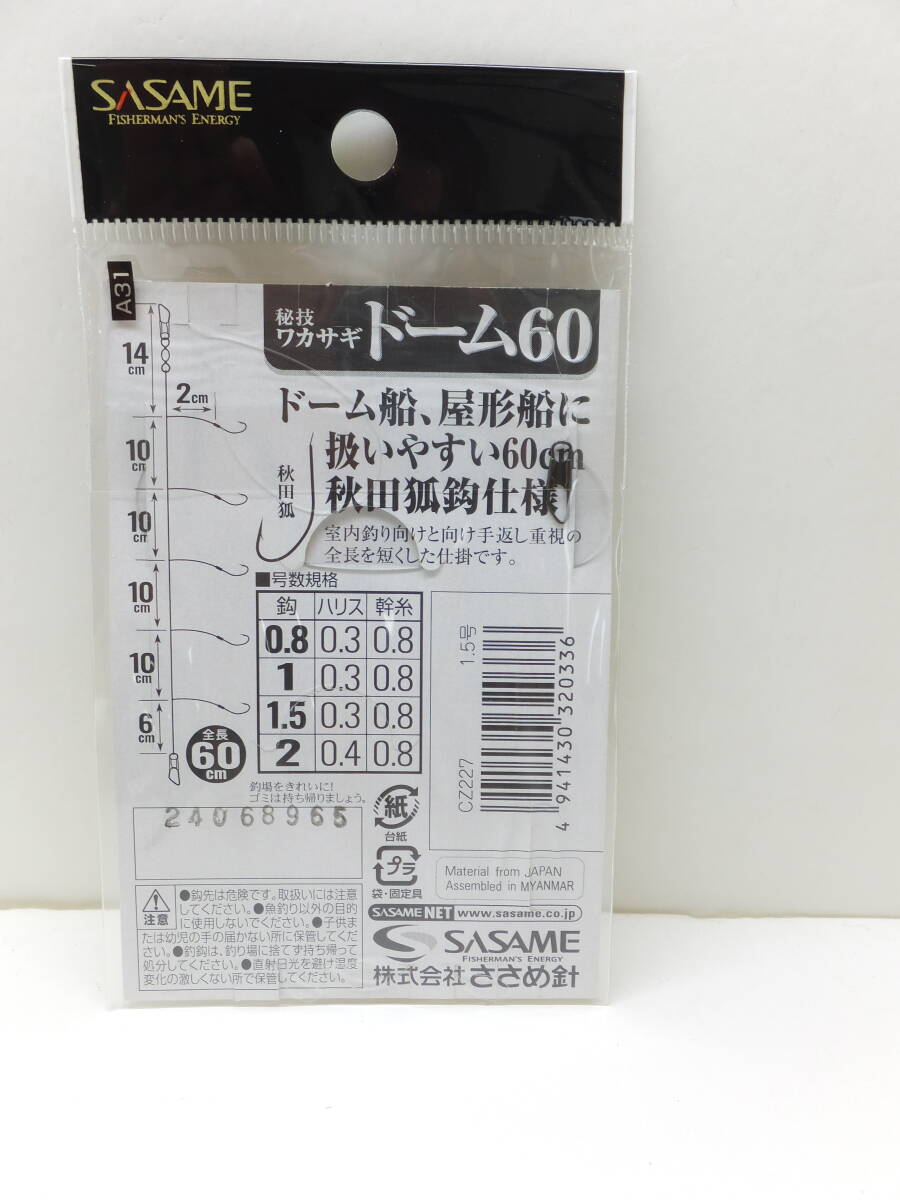 SASAME
FISHERMAN'S ENERGY
A31
秘技
ワカサギ
ドーム60
14
cm
2cm
10
cm
10
cm
10
cm
10
cm
6
cm
全長
60
cm
ドーム船、屋形船に
扱いやすい60cm
秋田狐鈎仕様
秋田狐
室内釣り向けと向け手返し重視の
全長を短くした仕掛です。
■号数規格
鈎 ハリス 幹糸
0.8 0.3 0.8
1 0.3 0.8
1.5 0.3 0.8
2 0.4 0.8
釣場をきれいに!
ゴミは持ち帰りましょう。
24068965
紙
台紙
プラ
袋・固定具
1.5号
CZ227
4 941430 320336
Material from JAPAN
Assembled in MYANMAR
注意
●鈎先は危険です。取扱いには注意
してください。●魚釣り以外の目的
に使用しないでください。●子供ま
たは幼児の手の届かない所に保管してくだ
さい。●釣鈎は、釣り場に捨てず持ち帰って
処分してください。●直射日光を避け湿度
変化の激しくない所で保管してください。
SASAME NET www.sasame.co.jp
SASAME
FISHERMAN'S ENERGY
株式会社 ささめ針